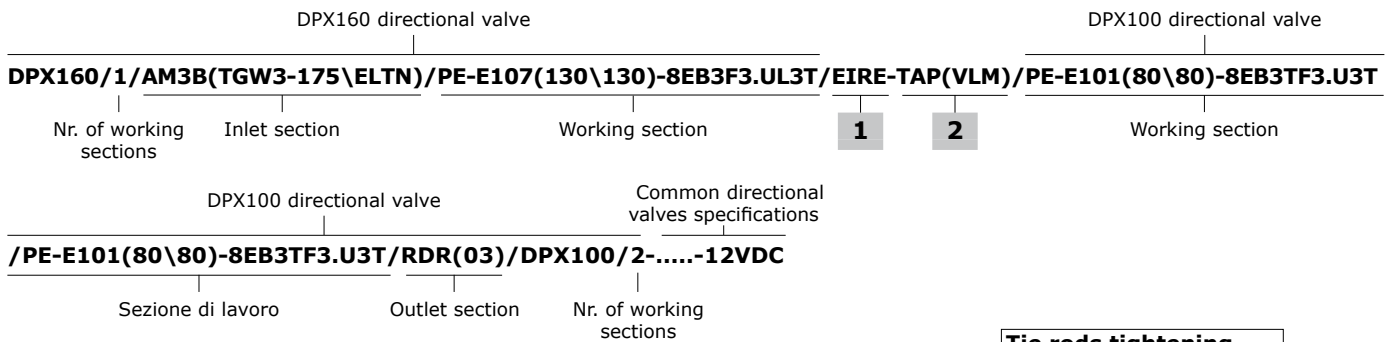 DPX160 directional valve DPX100 directional valve
DPX160/1/AM3B(TGW3-175\ELTN)/PE-E107(130\130)-8EB3F3.UL3T/EIRE-TAP(VLM)/PE-E101(80\80)-8EB3TF3.U3T
Nr. of working
sections
Inlet section
Working section
1
2
Working section
DPX100 directional valve
Common directional
valves specifications
/PE-E101(80\80)-8EB3TF3.U3T/RDR(03)/DPX100/2-.....-12VDC
Sezione di lavoro
Outlet section
Nr. of working
sections
Tie rods tightening